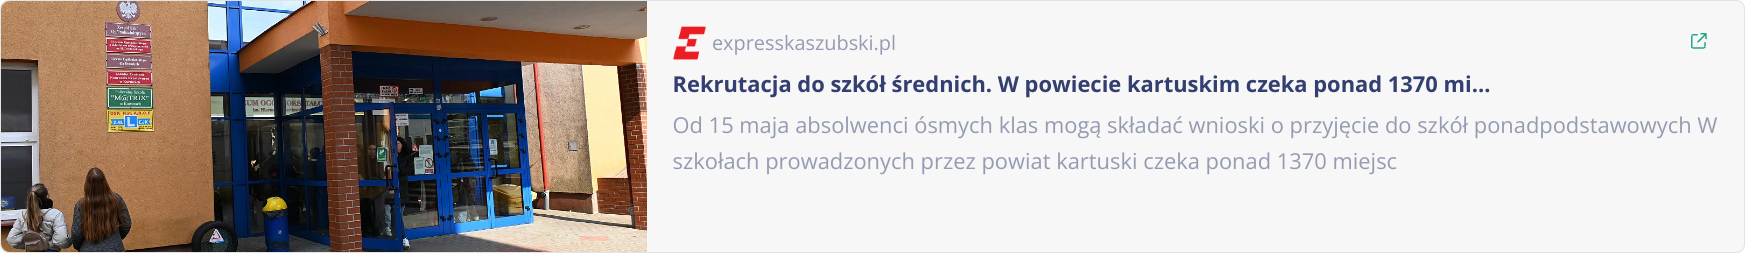 "M@TRIX"
expresskaszubski.pl
Rekrutacja do szkół średnich. W powiecie kartuskim czeka ponad 1370 mi...
Od 15 maja absolwenci ósmych klas mogą składać wnioski o przyjęcie do szkół ponadpodstawowych W
szkołach prowadzonych przez powiat kartuski czeka ponad 1370 miejsc